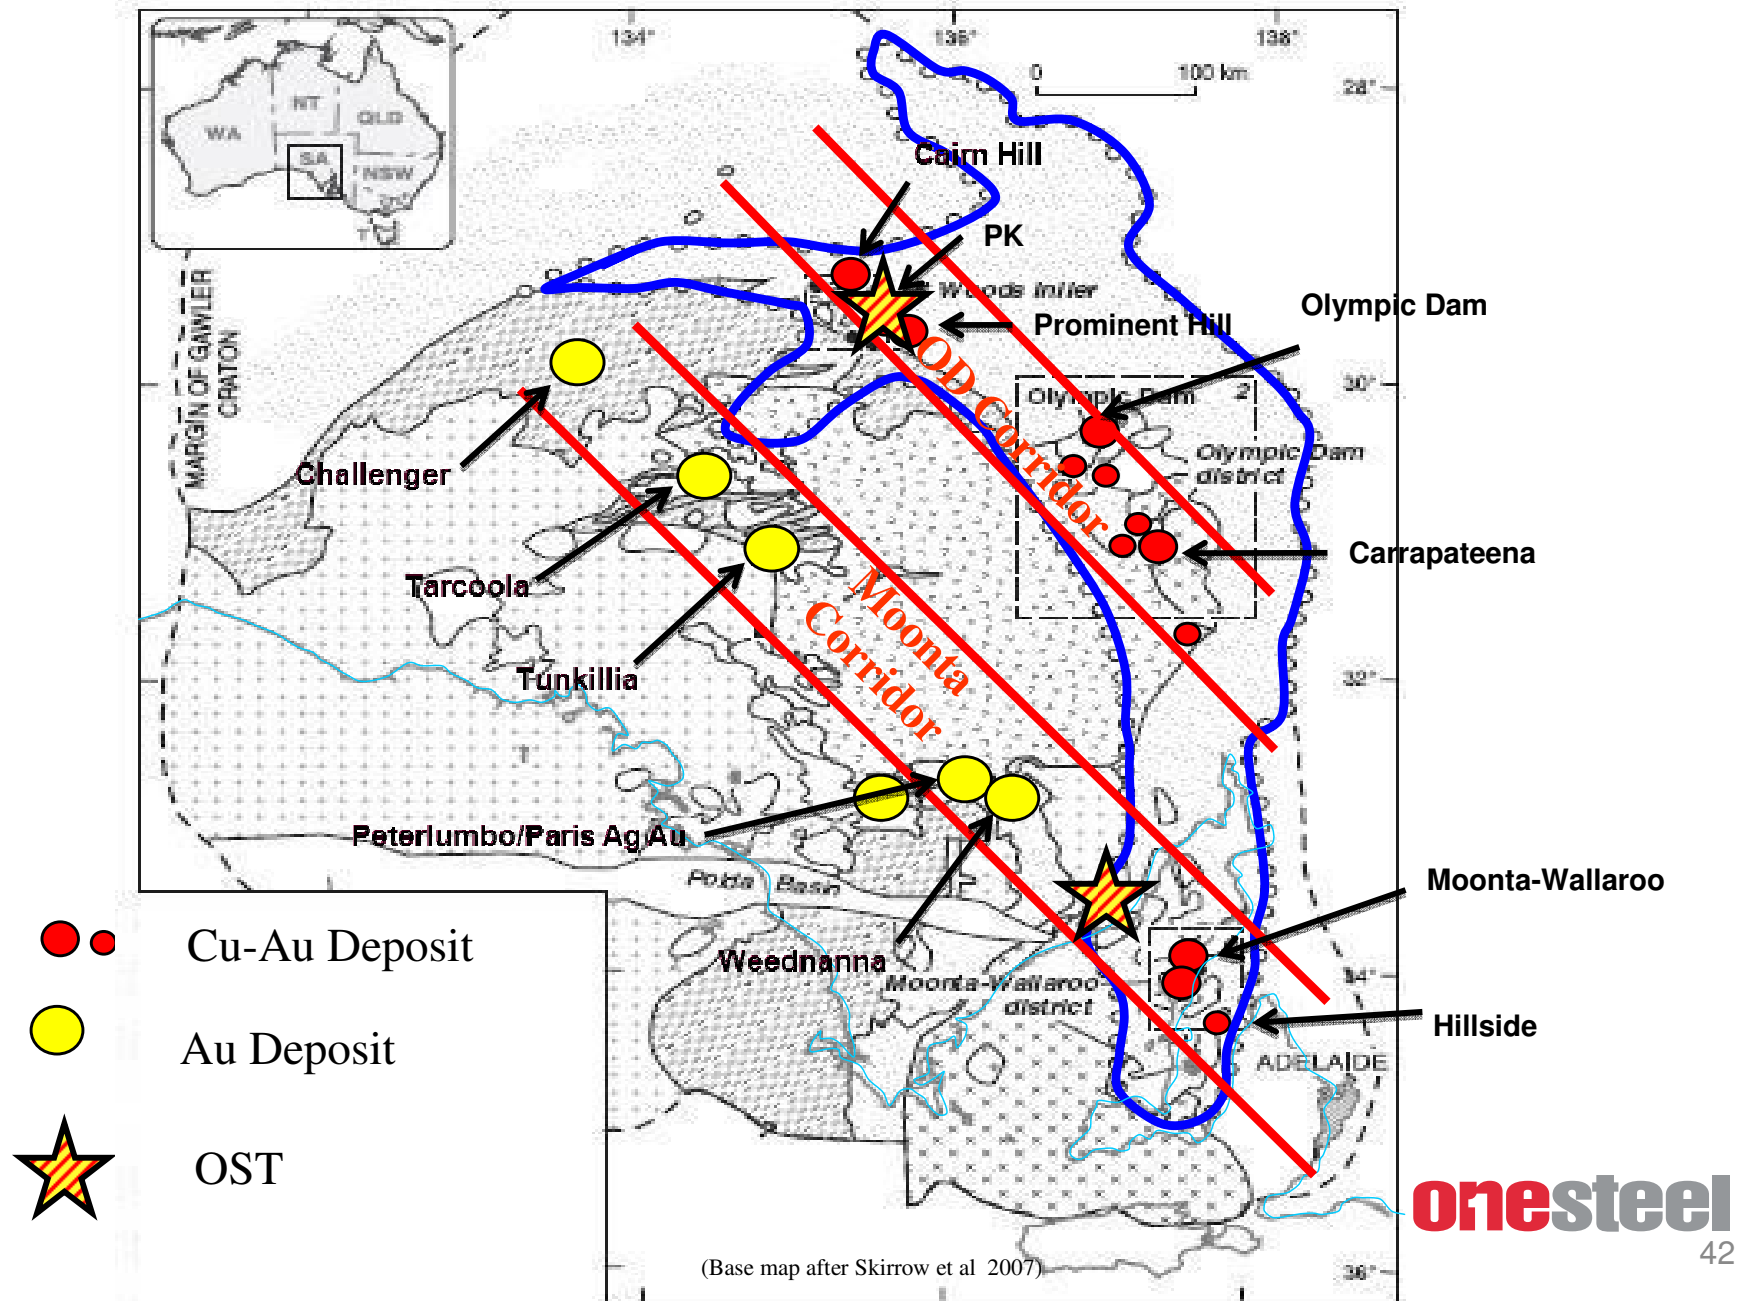 134°
136°
138°
0
100 km
28°
NT
WA
QLD
SA
NSW
T
Cairn Hill
PK
Woods Inlier
Olympic Dam
Prominent Hill
MARGIN OF GAWLER
CRATON
30°
Olympic Dam
2
OD Corridor
Olympic Dam
district
Challenger
Carrapateena
Tarcoola
Moonta
Corridor
Tunkillia
32°
Peterlumbo/Paris Ag Au
Polda Basin
Moonta-Wallaroo
Cu-Au Deposit
Weednanna
34°
Moonta-Wallaroo
district
Hillside
Au Deposit
ADELAIDE
OST
onesteel
42
(Base map after Skirrow et al 2007)
36°